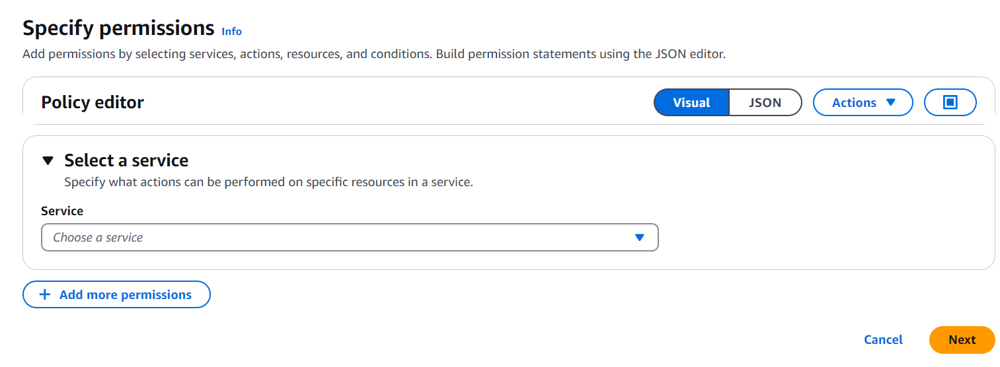 Specify permissions Info
Add permissions by selecting services, actions, resources, and conditions. Build permission statements using the JSON editor.
Policy editor
Visual
JSON
Actions
Select a service
Specify what actions can be performed on specific resources in a service.
Service
Choose a service
Add more permissions
Cancel
Next